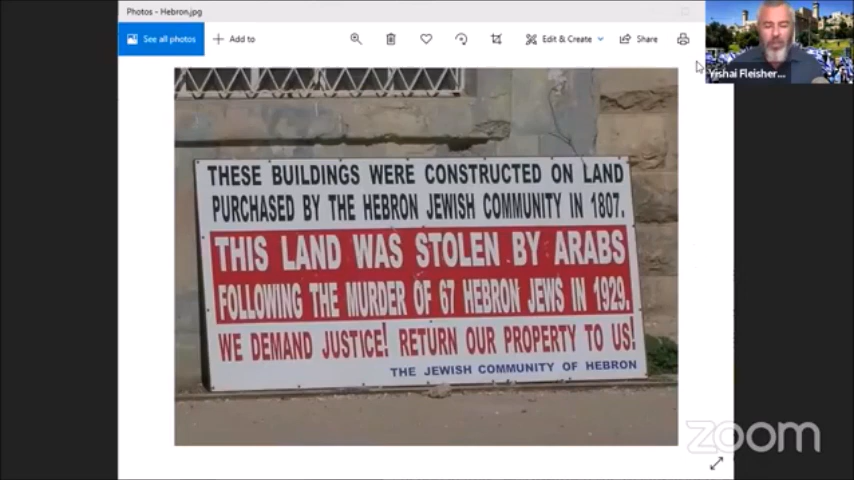 Photos - Hebron.jpg
See all photos
Add to
Edit & Create
Share
Yishai Fleisher...
THESE BUILDINGS WERE CONSTRUCTED ON LAND
PURCHASED BY THE HEBRON JEWISH COMMUNITY IN 1807.
THIS LAND WAS STOLEN BY ARABS
FOLLOWING THE MURDER OF 67 HEBRON JEWS IN 1929.
WE DEMAND JUSTICE! RETURN OUR PROPERTY TO US!
THE JEWISH COMMUNITY OF HEBRON
zoom